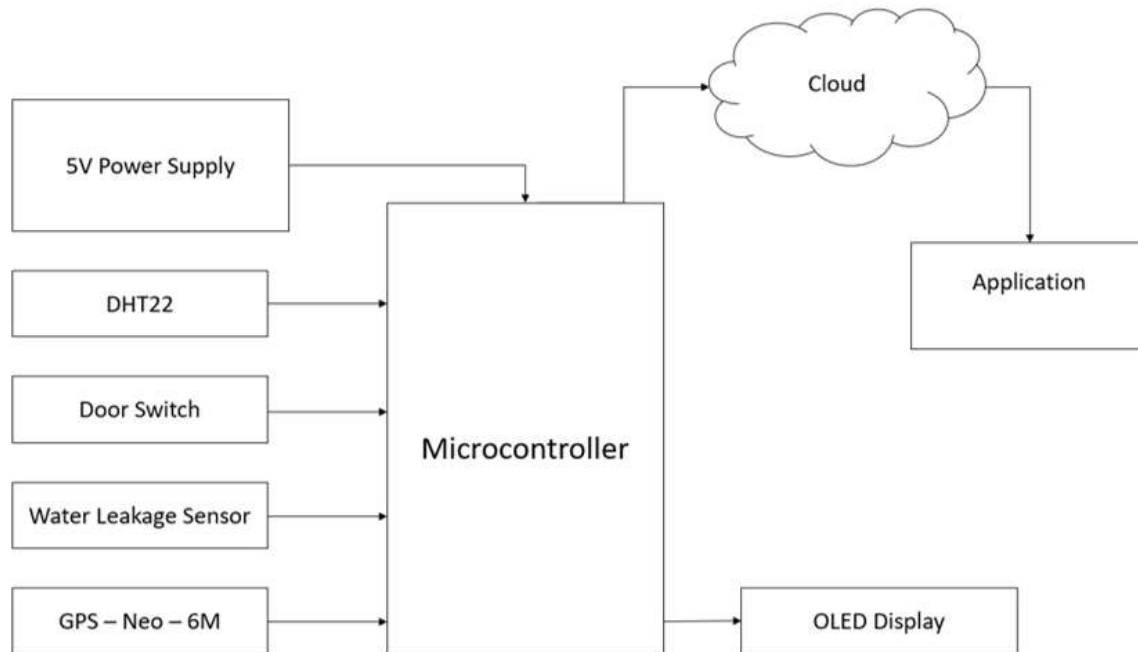 Cloud
5V Power Supply
Application
DHT22
Door Switch
Microcontroller
Water Leakage Sensor
GPS – Neo – 6M
OLED Display